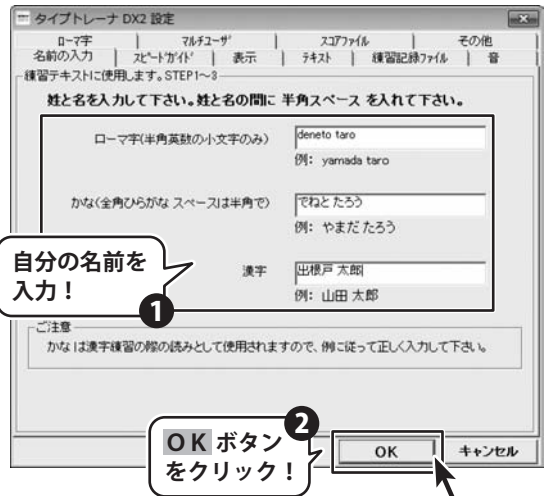 タイプトレーナ DX2 設定
ローマ字 マルチユーザ スコアファイル その他
名前の入力 スピードガイド 表示 テキスト 練習記録ファイル 音
練習テキストに使用します。STEP1~3
姓と名を入力して下さい。姓と名の間に 半角スペース を入れて下さい。
ローマ字(半角英数の小文字のみ) deneto taro
例: yamada taro
かな(全角ひらがな スペースは半角で) でねと たろう
例: やまだ たろう
自分の名前を
入力!
❶
漢字 出根戸 太郎
例: 山田 太郎
ご注意
かなは漢字練習の際の読みとして使用されますので、例に従って正しく入力して下さい。
❷
OK ボタン
をクリック!
OK キャンセル